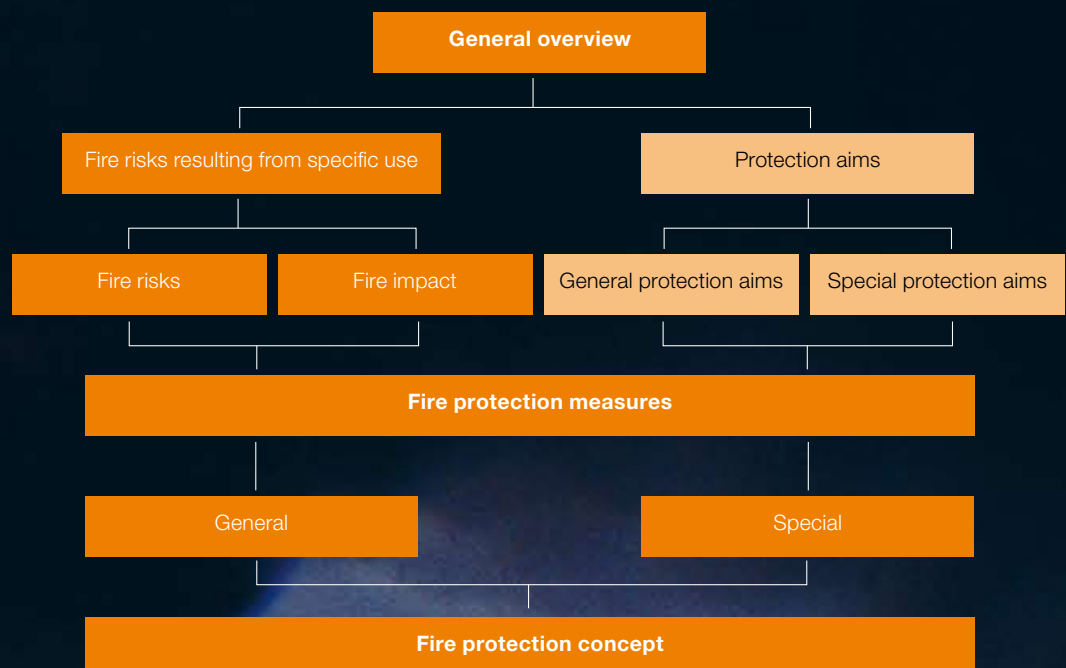 General overview
Fire risks resulting from specific use
Protection aims
Fire risks
Fire impact
General protection aims
Special protection aims
Fire protection measures
General
Special
Fire protection concept